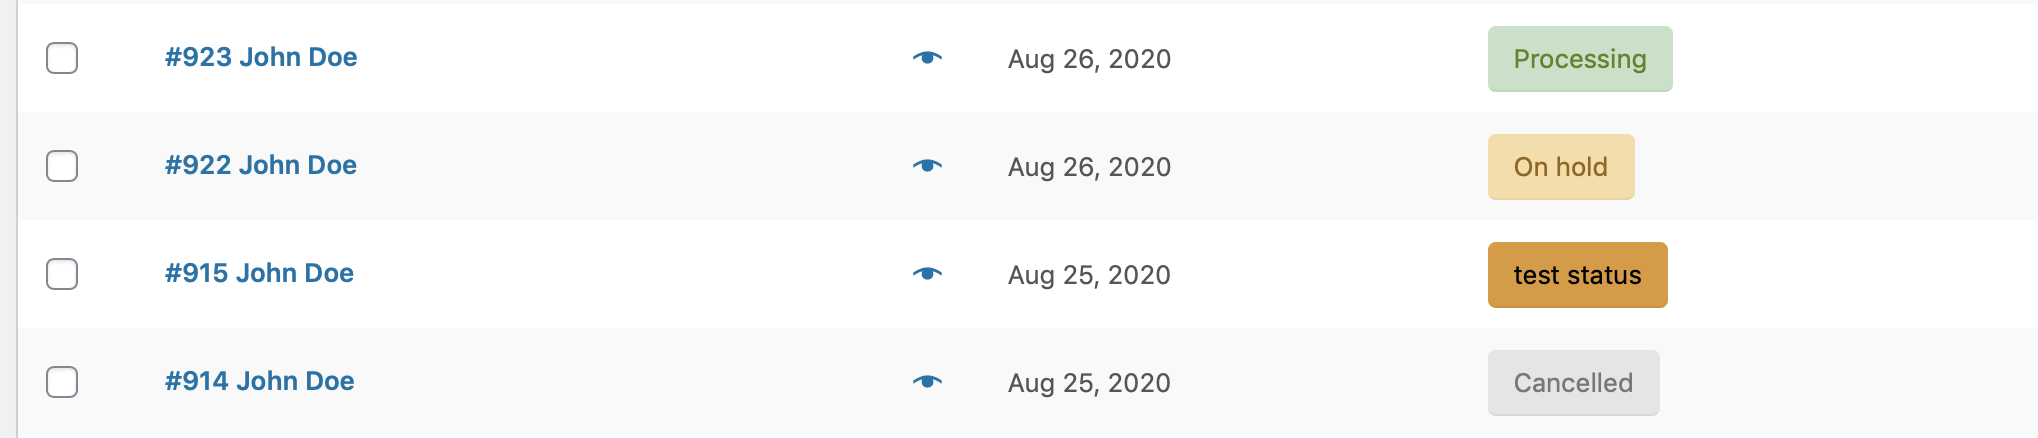 #923 John Doe Aug 26, 2020 Processing
#922 John Doe Aug 26, 2020 On hold
#915 John Doe Aug 25, 2020 test status
#914 John Doe Aug 25, 2020 Cancelled